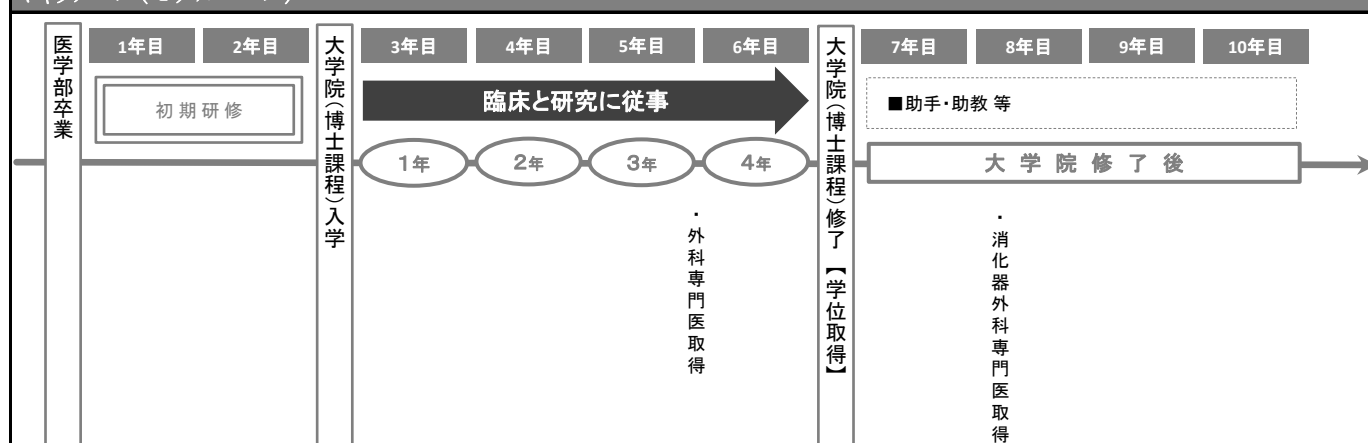 医学部卒業
1年目
2年目
初期研修
大学院(博士課程)入学
3年目
4年目
5年目
6年目
臨床と研究に従事
1年
2年
3年
4年
・外科専門医取得
大学院(博士課程)修了【学位取得】
7年目
8年目
9年目
10年目
■助手・助教 等
大学院修了後
・消化器外科専門医取得